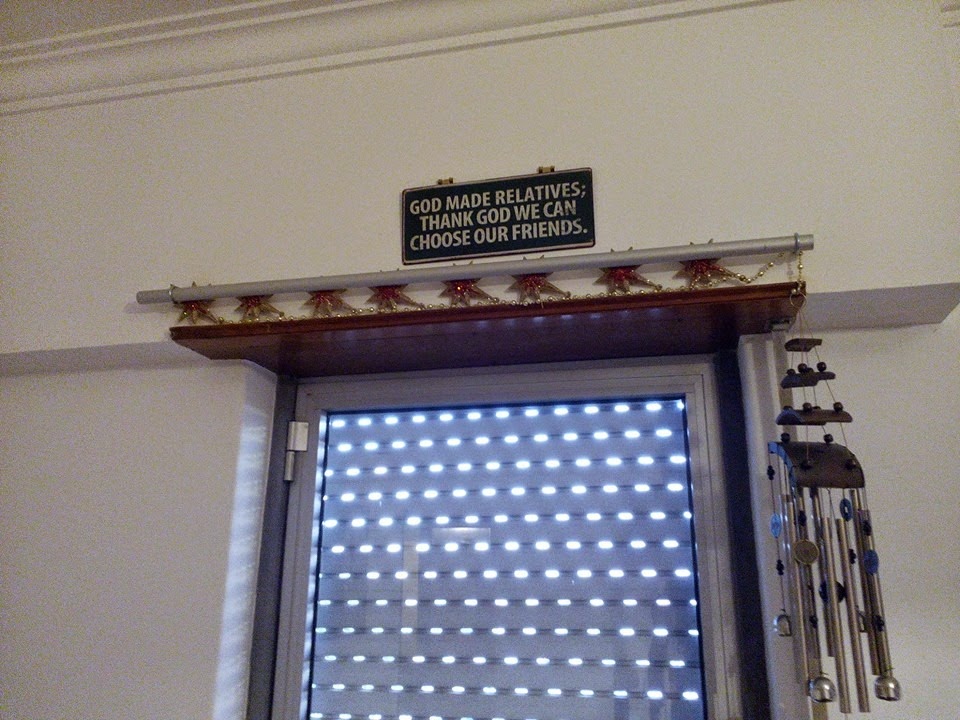 GOD MADE RELATIVES;
THANK GOD WE CAN
CHOOSE OUR FRIENDS.